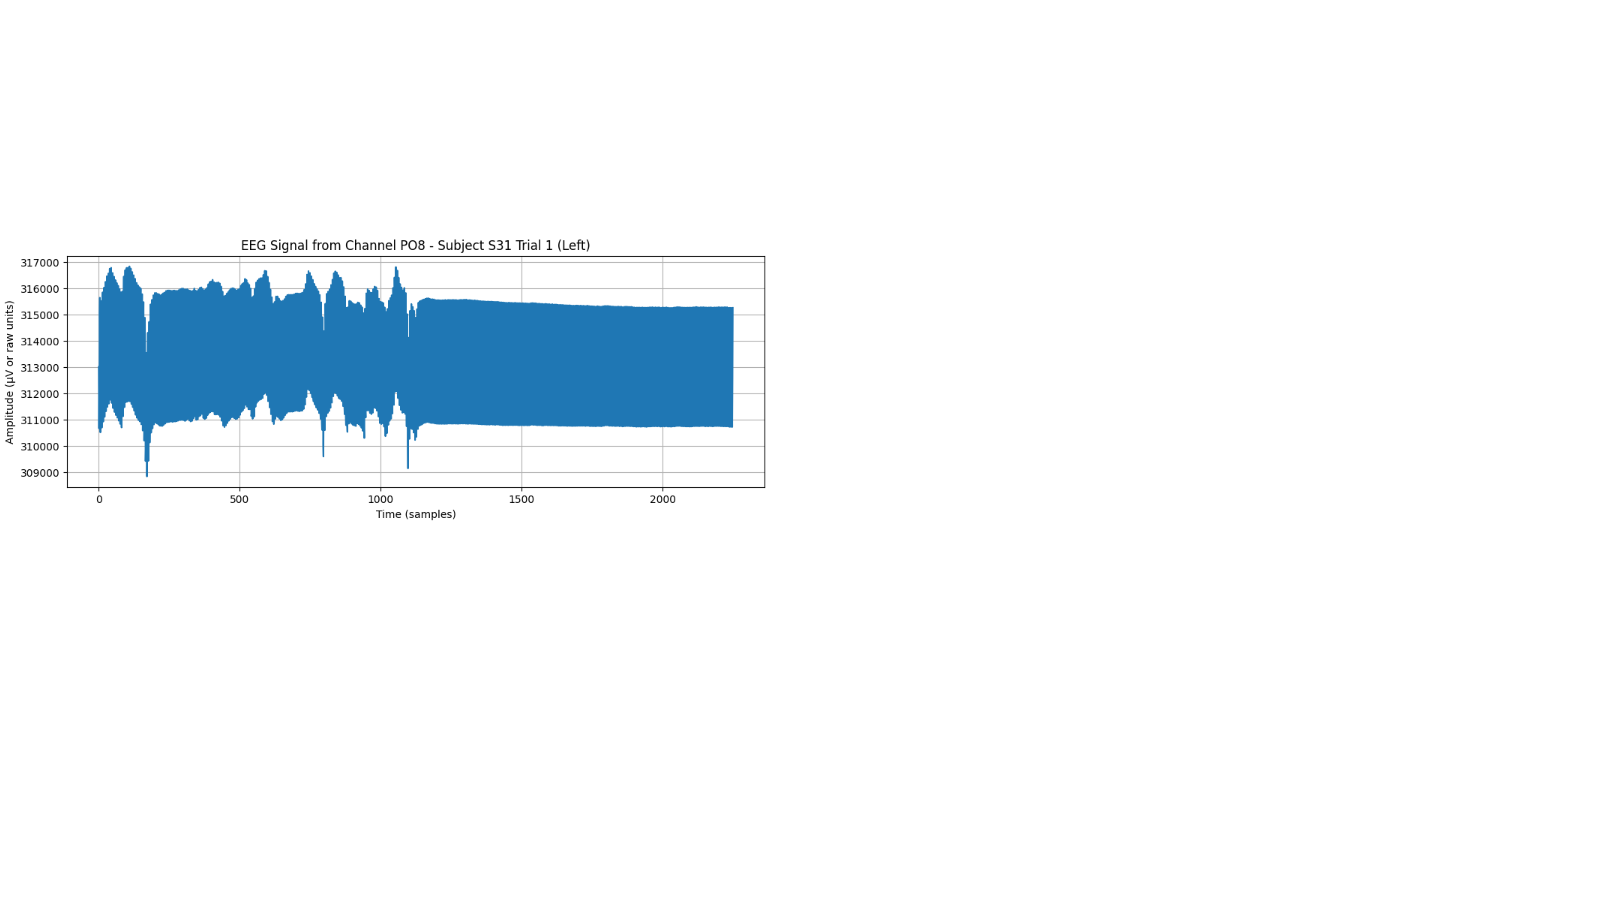 EEG Signal from Channel PO8 - Subject S31 Trial 1 (Left)
317000
316000
315000
314000
313000
312000
311000
310000
309000
Amplitude (µV or raw units)
0 500 1000 1500 2000
Time (samples)